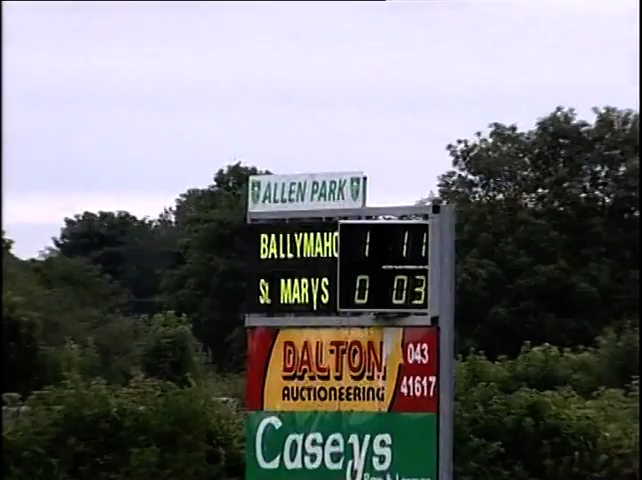 ALLEN PARK
BALLYMAHO 1 11
St. MARYS 0 03
DALTON 043
AUCTIONEERING 41617
Caseys